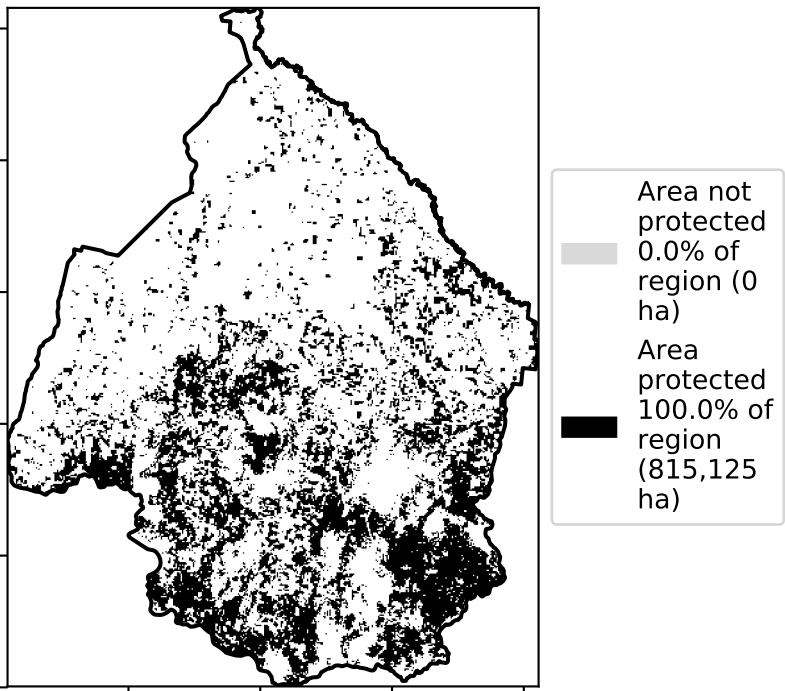 Area not
protected
0.0% of
region (0
ha)
Area
protected
100.0% of
region
(815,125
ha)